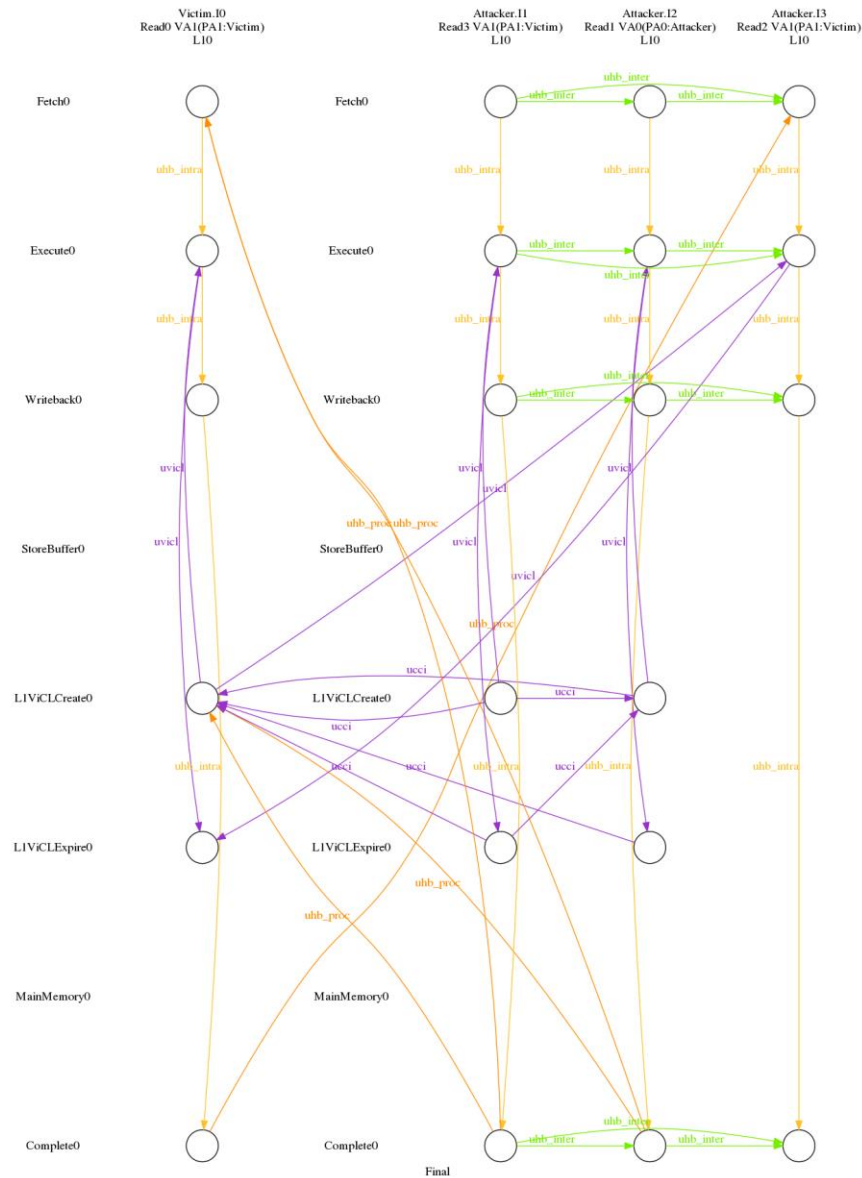 Victim.I0
Read0 VA1(PA1:Victim)
L10
Attacker.I1
Read3 VA1(PA1:Victim)
L10
Attacker.I2
Read1 VA0(PA0:Attacker)
L10
Attacker.I3
Read2 VA1(PA1:Victim)
L10
uhb_inter
Fetch0
Fetch0
uhb_inter
uhb_inter
uhb_intra
uhb_intra
uhb_intra
uhb_intra
Execute0
Execute0
uhb_inter
uhb_inter
uhb_inter
uhb_intra
uhb_intra
uhb_intra
uhb_intra
uhb_inter
Writeback0
Writeback0
uhb_inter
uhb_inter
uvicl
uvicl
uvicl
uvicl
uhb_proc
uhb_proc
uvicl
uvicl
uvicl
StoreBuffer0
StoreBuffer0
uvicl
uhb_proc
ucci
L1ViCLCreate0
L1ViCLCreate0
ucci
ucci
uhb_intra
ucci
ucci
uhb_intra
ucci
uhb_intra
uhb_intra
L1ViCLExpire0
L1ViCLExpire0
uhb_proc
uhb_proc
MainMemory0
MainMemory0
uhb_inter
Complete0
Complete0
uhb_inter
uhb_inter
Final